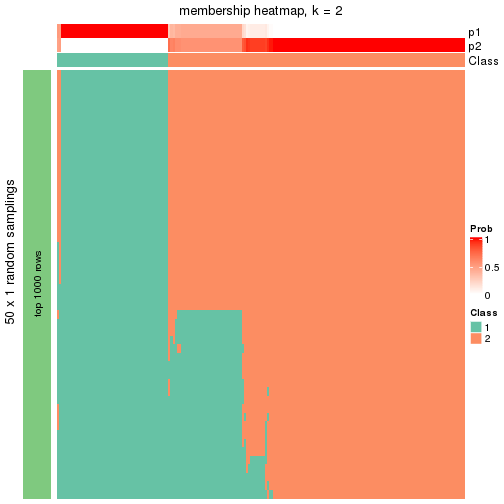 membership heatmap, k = 2
p1
p2
Class
50 x 1 random samplings
top 1000 rows
Prob
1
0.5
0
Class
1
2